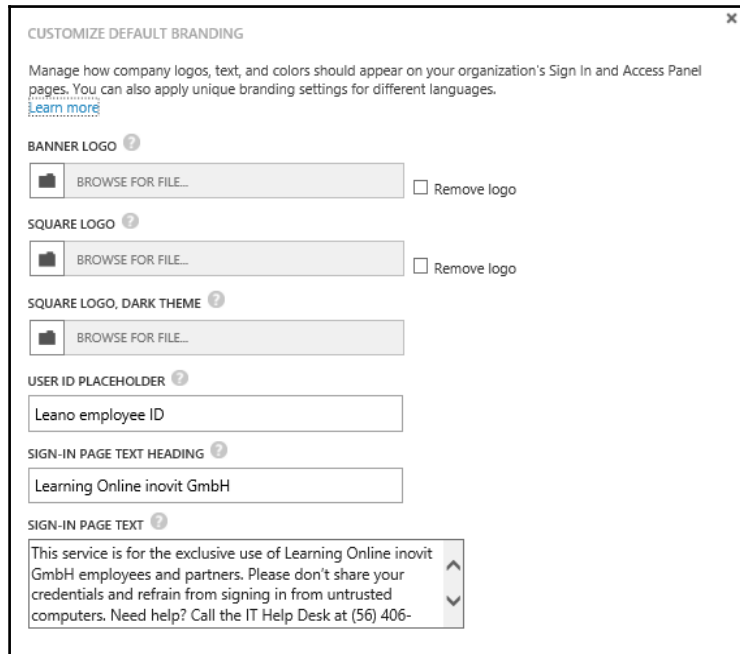 CUSTOMIZE DEFAULT BRANDING
Manage how company logos, text, and colors should appear on your organization's Sign In and Access Panel
pages. You can also apply unique branding settings for different languages.
Learn more
BANNER LOGO ?
BROWSE FOR FILE...
Remove logo
SQUARE LOGO ?
BROWSE FOR FILE...
Remove logo
SQUARE LOGO, DARK THEME ?
BROWSE FOR FILE...
USER ID PLACEHOLDER ?
Leano employee ID
SIGN-IN PAGE TEXT HEADING ?
Learning Online inovit GmbH
SIGN-IN PAGE TEXT ?
This service is for the exclusive use of Learning Online inovit
GmbH employees and partners. Please don't share your
credentials and refrain from signing in from untrusted
computers. Need help? Call the IT Help Desk at (56) 406-